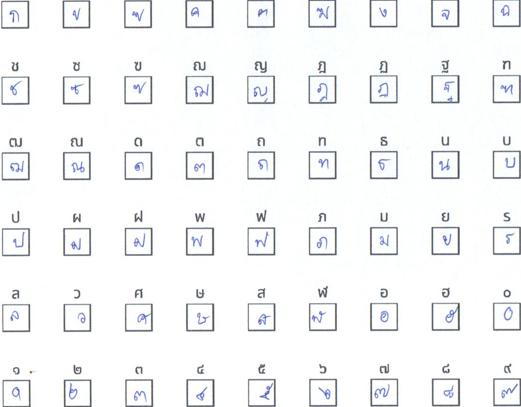 ก ข ฃ ค ฅ ฆ ง จ ฉ
ช ซ ฃ ฌ ญ ฎ ฏ ฐ ฑ
ช ซ ฃ ฌ ญ ฎ ฏ ฐ ฑ
ฒ ณ ด ต ถ ท ธ น บ
ฒ ณ ด ต ถ ท ธ น บ
ป ผ ฝ พ ฟ ภ ม ย ร
ป ผ ฝ พ ฟ ภ ม ย ร
ล ว ศ ษ ส ฬ อ ฮ ๐
ล ว ศ ษ ส ฬ อ ฮ ๐
๑ ๒ ๓ ๔ ๕ ๖ ๗ ๘ ๙
๑ ๒ ๓ ๔ ๕ ๖ ๗ ๘ ๙